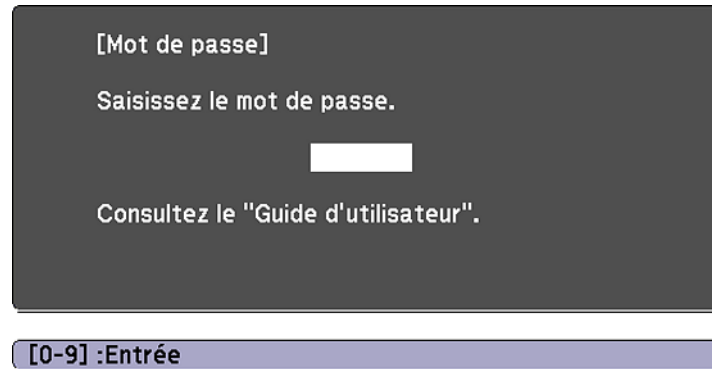 [Mot de passe]
Saisissez le mot de passe.
Consultez le "Guide d'utilisateur".
[0-9] :Entrée